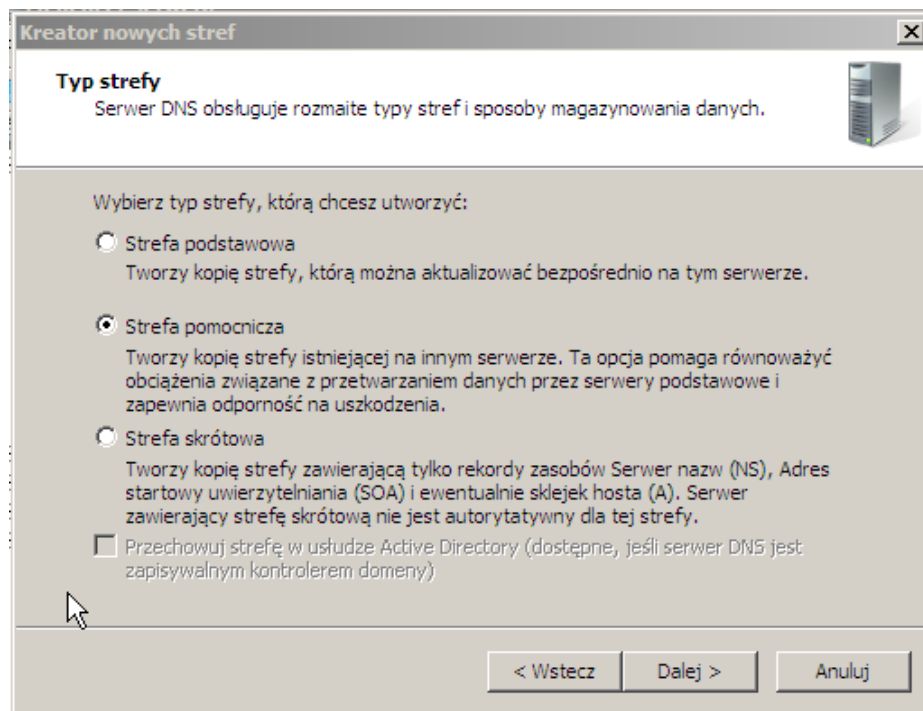 Kreator nowych stref
Typ strefy
Serwer DNS obsługuje rozmaite typy stref i sposoby magazynowania danych.
Wybierz typ strefy, którą chcesz utworzyć:
Strefa podstawowa
Tworzy kopię strefy, którą można aktualizować bezpośrednio na tym serwerze.
Strefa pomocnicza
Tworzy kopię strefy istniejącej na innym serwerze. Ta opcja pomaga równoważyć
obciążenia związane z przetwarzaniem danych przez serwery podstawowe i
zapewnia odporność na uszkodzenia.
Strefa skrótowa
Tworzy kopię strefy zawierającą tylko rekordy zasobów Serwer nazw (NS), Adres
startowy uwierzytelniania (SOA) i ewentualnie sklejek hosta (A). Serwer
zawierający strefę skrótową nie jest autorytatywny dla tej strefy.
Przechowuj strefę w usłudze Active Directory (dostępne, jeśli serwer DNS jest
zapisywalnym kontrolerem domeny)
< Wstecz Dalej > Anuluj